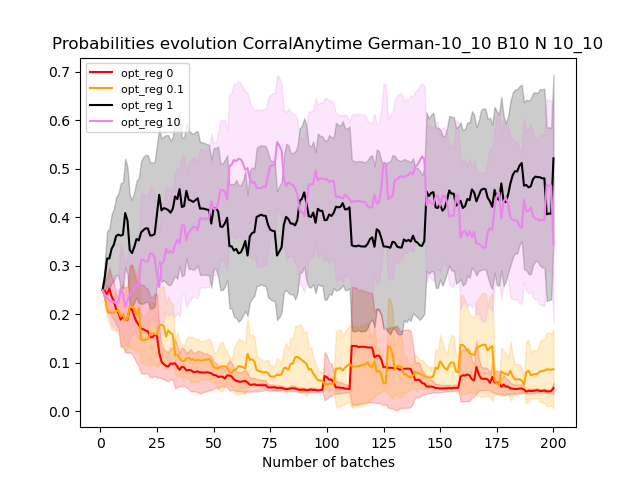 Probabilities evolution CorralAnytime German-10_10 B10 N 10_10
0.7
0.6
0.5
0.4
0.3
0.2
0.1
0.0
opt_reg 0
opt_reg 0.1
opt_reg 1
opt_reg 10
0 25 50 75 100 125 150 175 200
Number of batches